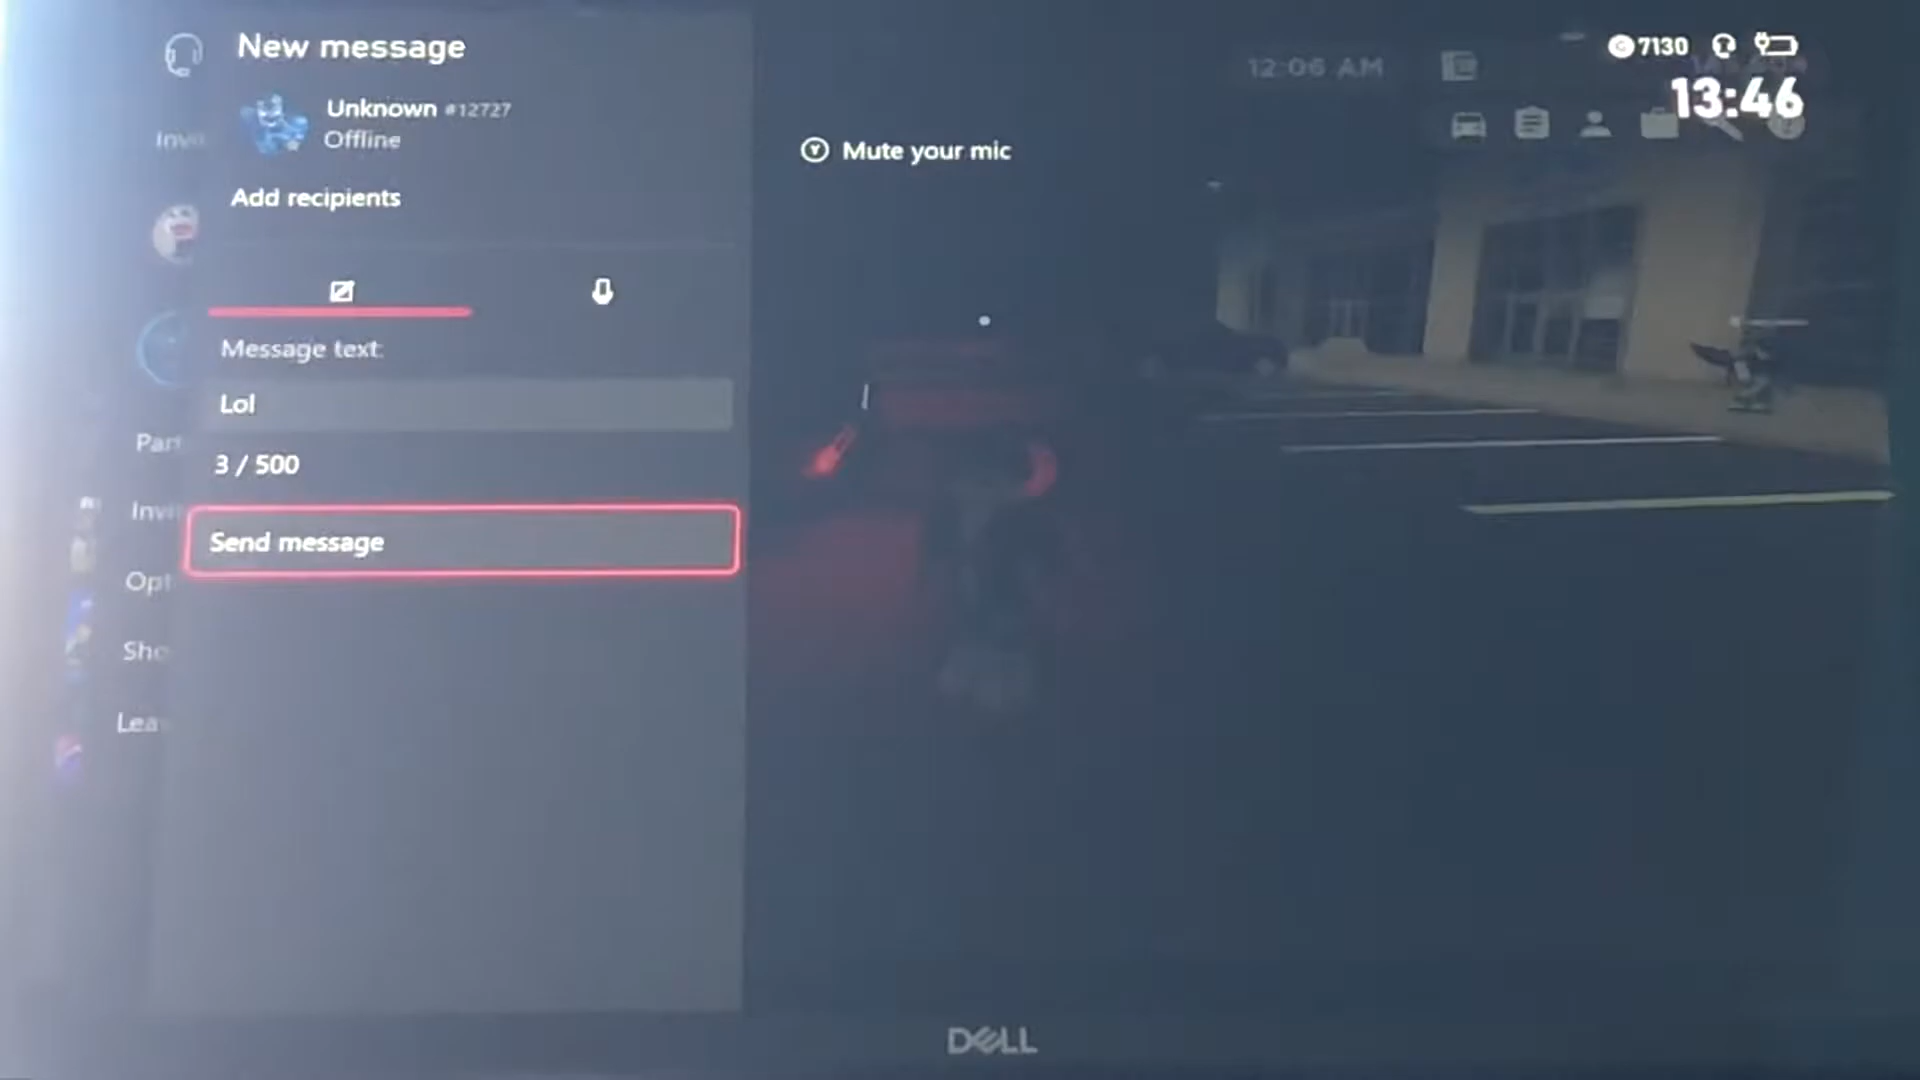 New message
Unknown #12727
Offline
Add recipients
Message text:
Lol
3 / 500
Send message
Mute your mic
12:06 AM
7130
13:46
DELL